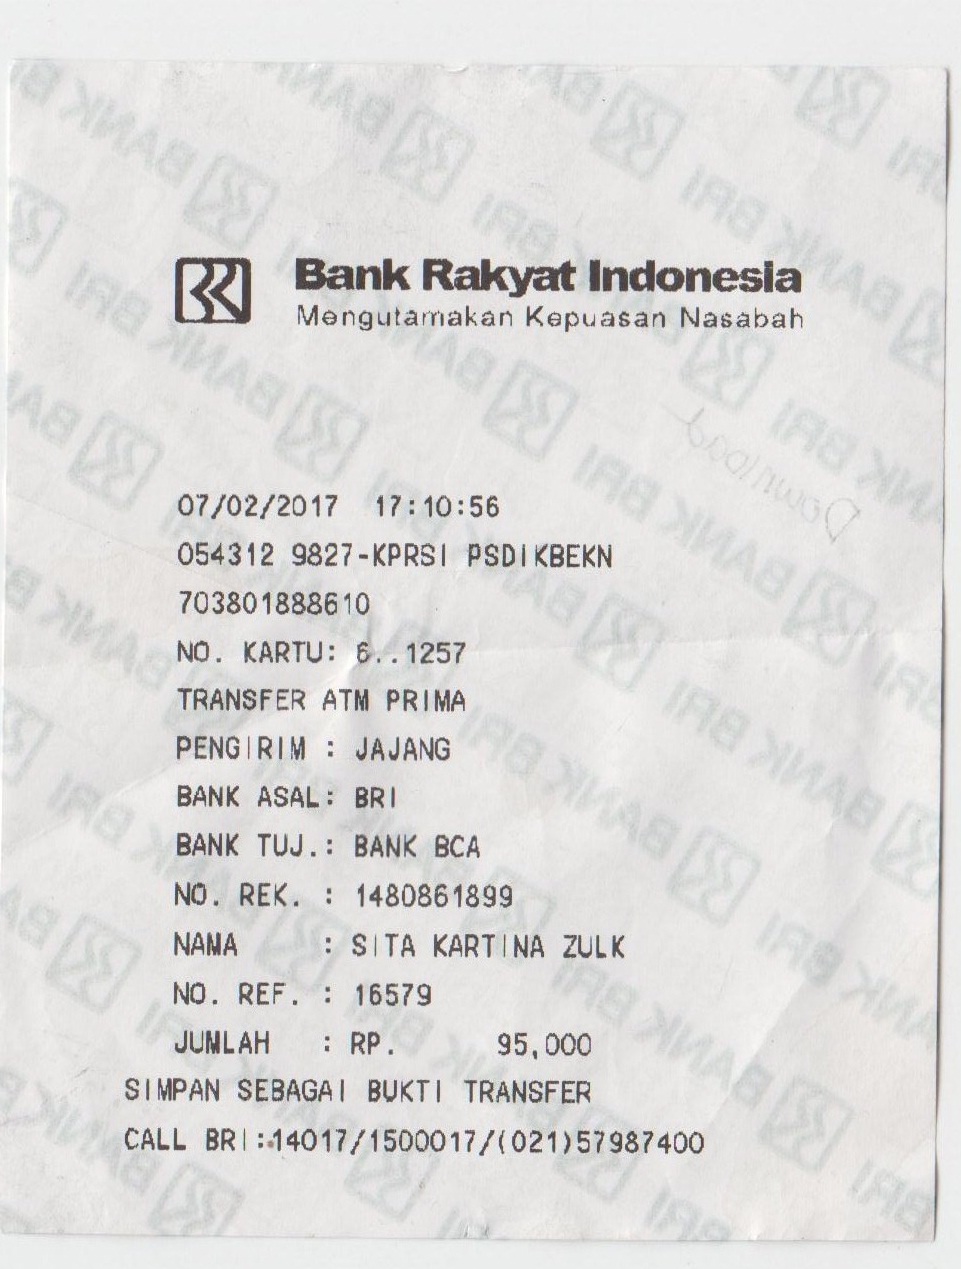 Bank Rakyat Indonesia
Mengutamakan Kepuasan Nasabah
07/02/2017 17:10:56
054312 9827-KPRSI PSDIKBEKN
703801888610
NO. KARTU: 6..1257
TRANSFER ATM PRIMA
PENGIRIM : JAJANG
BANK ASAL: BRI
BANK TUJ.: BANK BCA
NO. REK. : 1480861899
NAMA : SITA KARTINA ZULK
NO. REF. : 16579
JUMLAH : RP. 95,000
SIMPAN SEBAGAI BUKTI TRANSFER
CALL BRI:14017/1500017/(021)57987400
Download